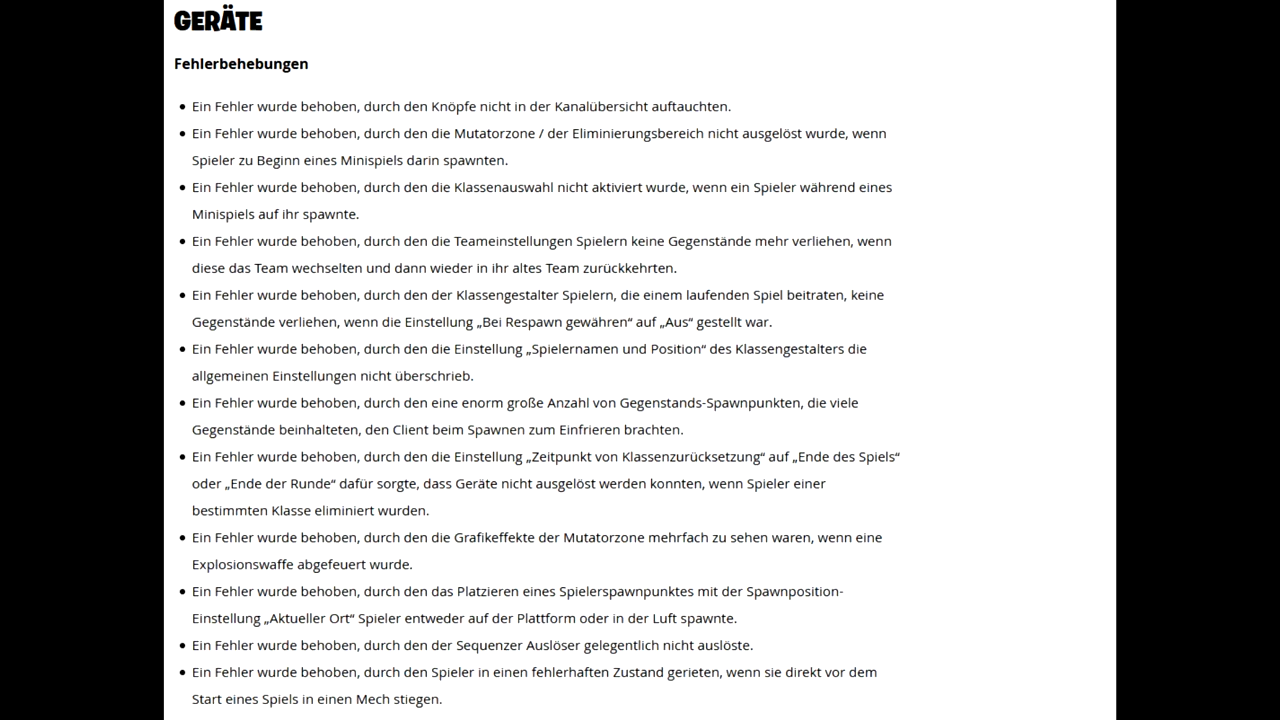 GERÄTE
Fehlerbehebungen
• Ein Fehler wurde behoben, durch den Knöpfe nicht in der Kanalübersicht auftauchten.
• Ein Fehler wurde behoben, durch den die Mutatorzone / der Eliminierungsbereich nicht ausgelöst wurde, wenn
Spieler zu Beginn eines Minispiels darin spawnten.
• Ein Fehler wurde behoben, durch den die Klassenauswahl nicht aktiviert wurde, wenn ein Spieler während eines
Minispiels auf ihr spawnte.
• Ein Fehler wurde behoben, durch den die Teameinstellungen Spielern keine Gegenstände mehr verliehen, wenn
diese das Team wechselten und dann wieder in ihr altes Team zurückkehrten.
• Ein Fehler wurde behoben, durch den der Klassengestalter Spielern, die einem laufenden Spiel beitraten, keine
Gegenstände verliehen, wenn die Einstellung „Bei Respawn gewähren“ auf „Aus“ gestellt war.
• Ein Fehler wurde behoben, durch den die Einstellung „Spielernamen und Position“ des Klassengestalters die
allgemeinen Einstellungen nicht überschrieb.
• Ein Fehler wurde behoben, durch den eine enorm große Anzahl von Gegenstands-Spawnpunkten, die viele
Gegenstände beinhalteten, den Client beim Spawnen zum Einfrieren brachten.
• Ein Fehler wurde behoben, durch den die Einstellung „Zeitpunkt von Klassenzurücksetzung“ auf „Ende des Spiels“
oder „Ende der Runde“ dafür sorgte, dass Geräte nicht ausgelöst werden konnten, wenn Spieler einer
bestimmten Klasse eliminiert wurden.
• Ein Fehler wurde behoben, durch den die Grafikeffekte der Mutatorzone mehrfach zu sehen waren, wenn eine
Explosionswaffe abgefeuert wurde.
• Ein Fehler wurde behoben, durch den das Platzieren eines Spielerspawnpunktes mit der Spawnposition-
Einstellung „Aktueller Ort“ Spieler entweder auf der Plattform oder in der Luft spawnte.
• Ein Fehler wurde behoben, durch den der Sequenzer Auslöser gelegentlich nicht auslöste.
• Ein Fehler wurde behoben, durch den Spieler in einen fehlerhaften Zustand gerieten, wenn sie direkt vor dem
Start eines Spiels in einen Mech stiegen.